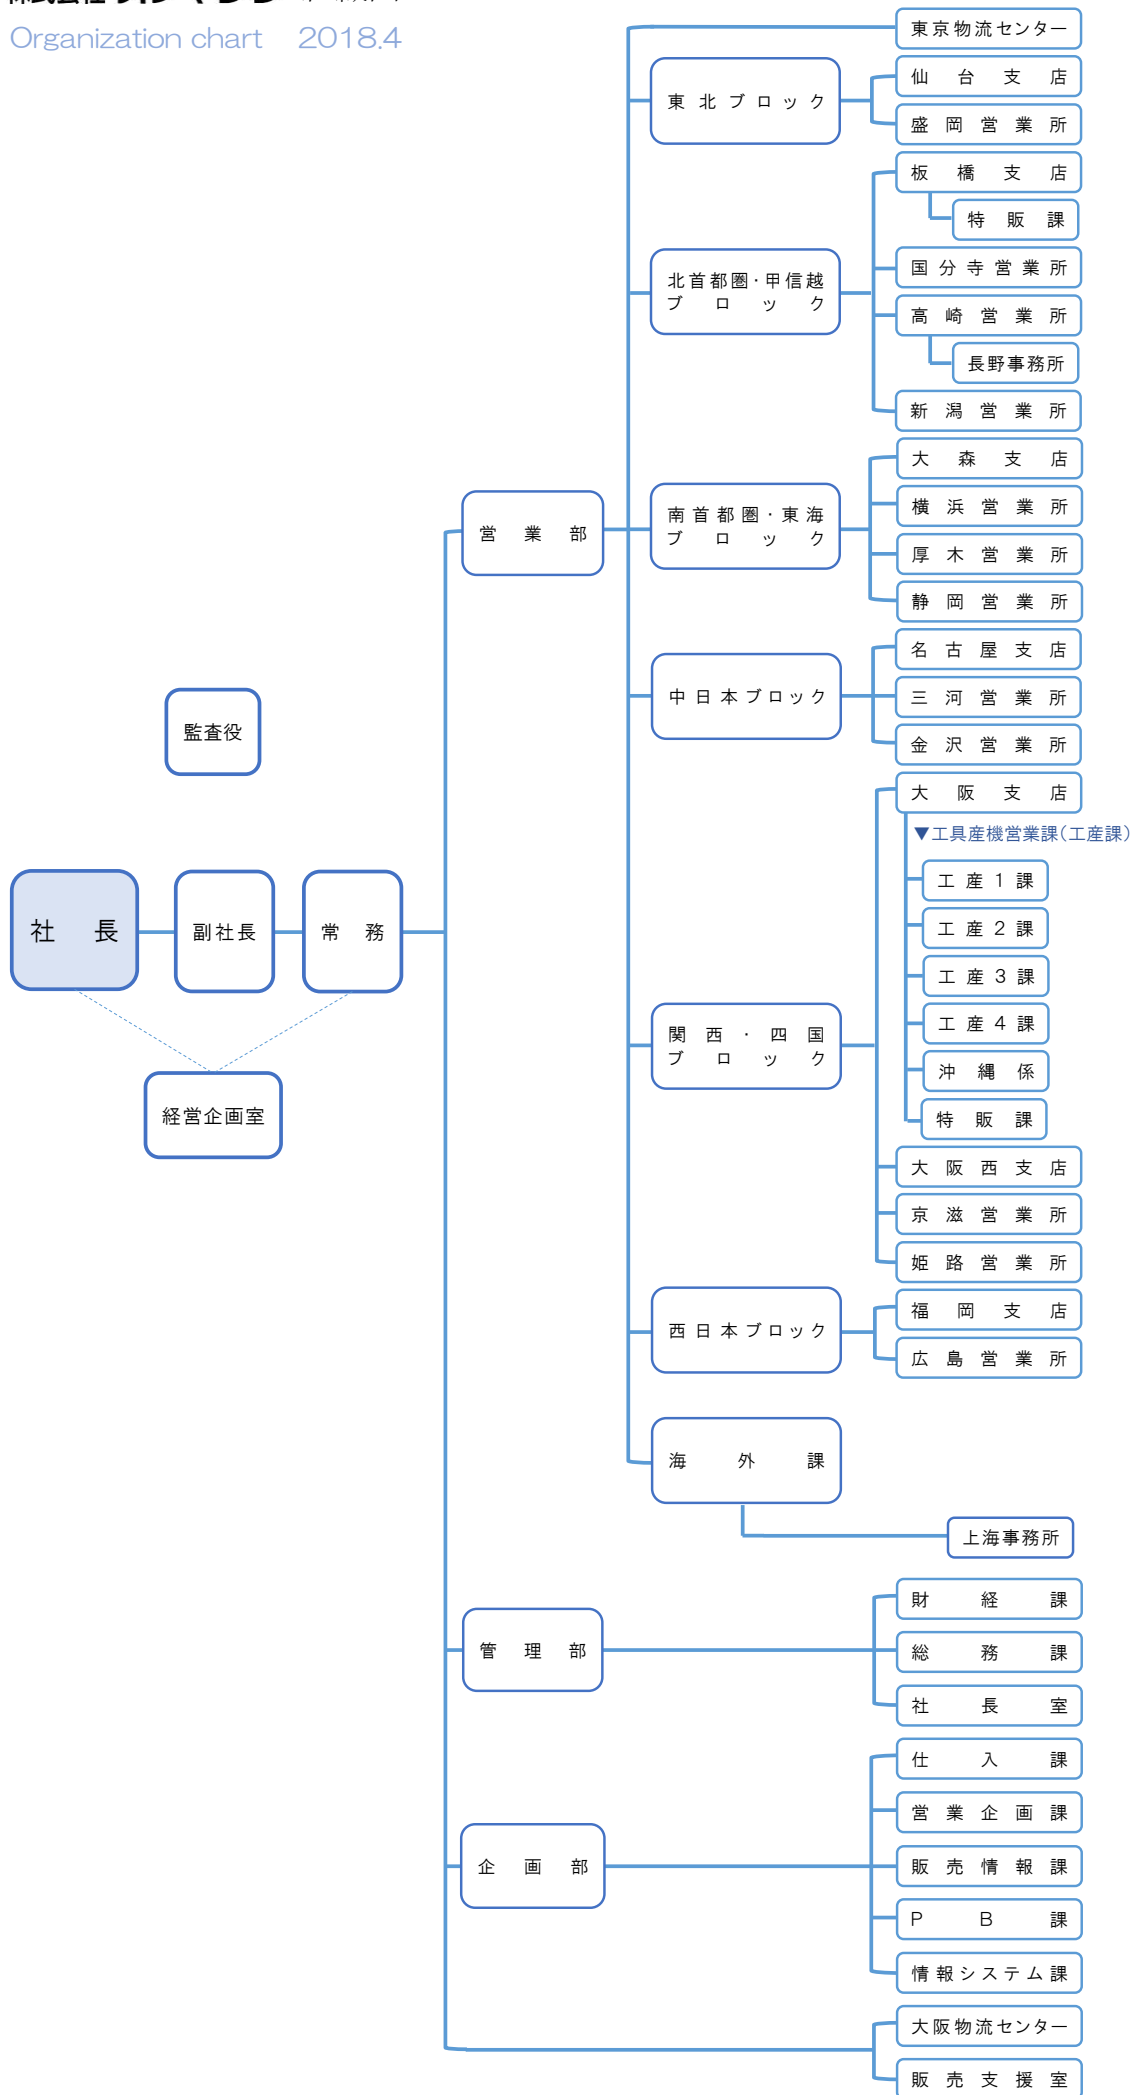 株式会社
Organization chart 2018.4
東京物流センター
東北ブロック
仙台支店
盛岡営業所
板橋支店
特販課
北首都圏・甲信越
ブロック
国分寺営業所
高崎営業所
長野事務所
新潟営業所
大森支店
営業部
南首都圏・東海
ブロック
横浜営業所
厚木営業所
静岡営業所
名古屋支店
中日本ブロック
三河営業所
金沢営業所
監査役
大阪支店
▼工具産機営業課(工産課)
工産1課
社長
副社長
常務
工産2課
工産3課
工産4課
関西・四国
ブロック
沖縄係
経営企画室
特販課
大阪西支店
京滋営業所
姫路営業所
福岡支店
西日本ブロック
広島営業所
海外課
上海事務所
財経課
管理部
総務課
社長室
仕入課
営業企画課
企画部
販売情報課
PB課
情報システム課
大阪物流センター
販売支援室